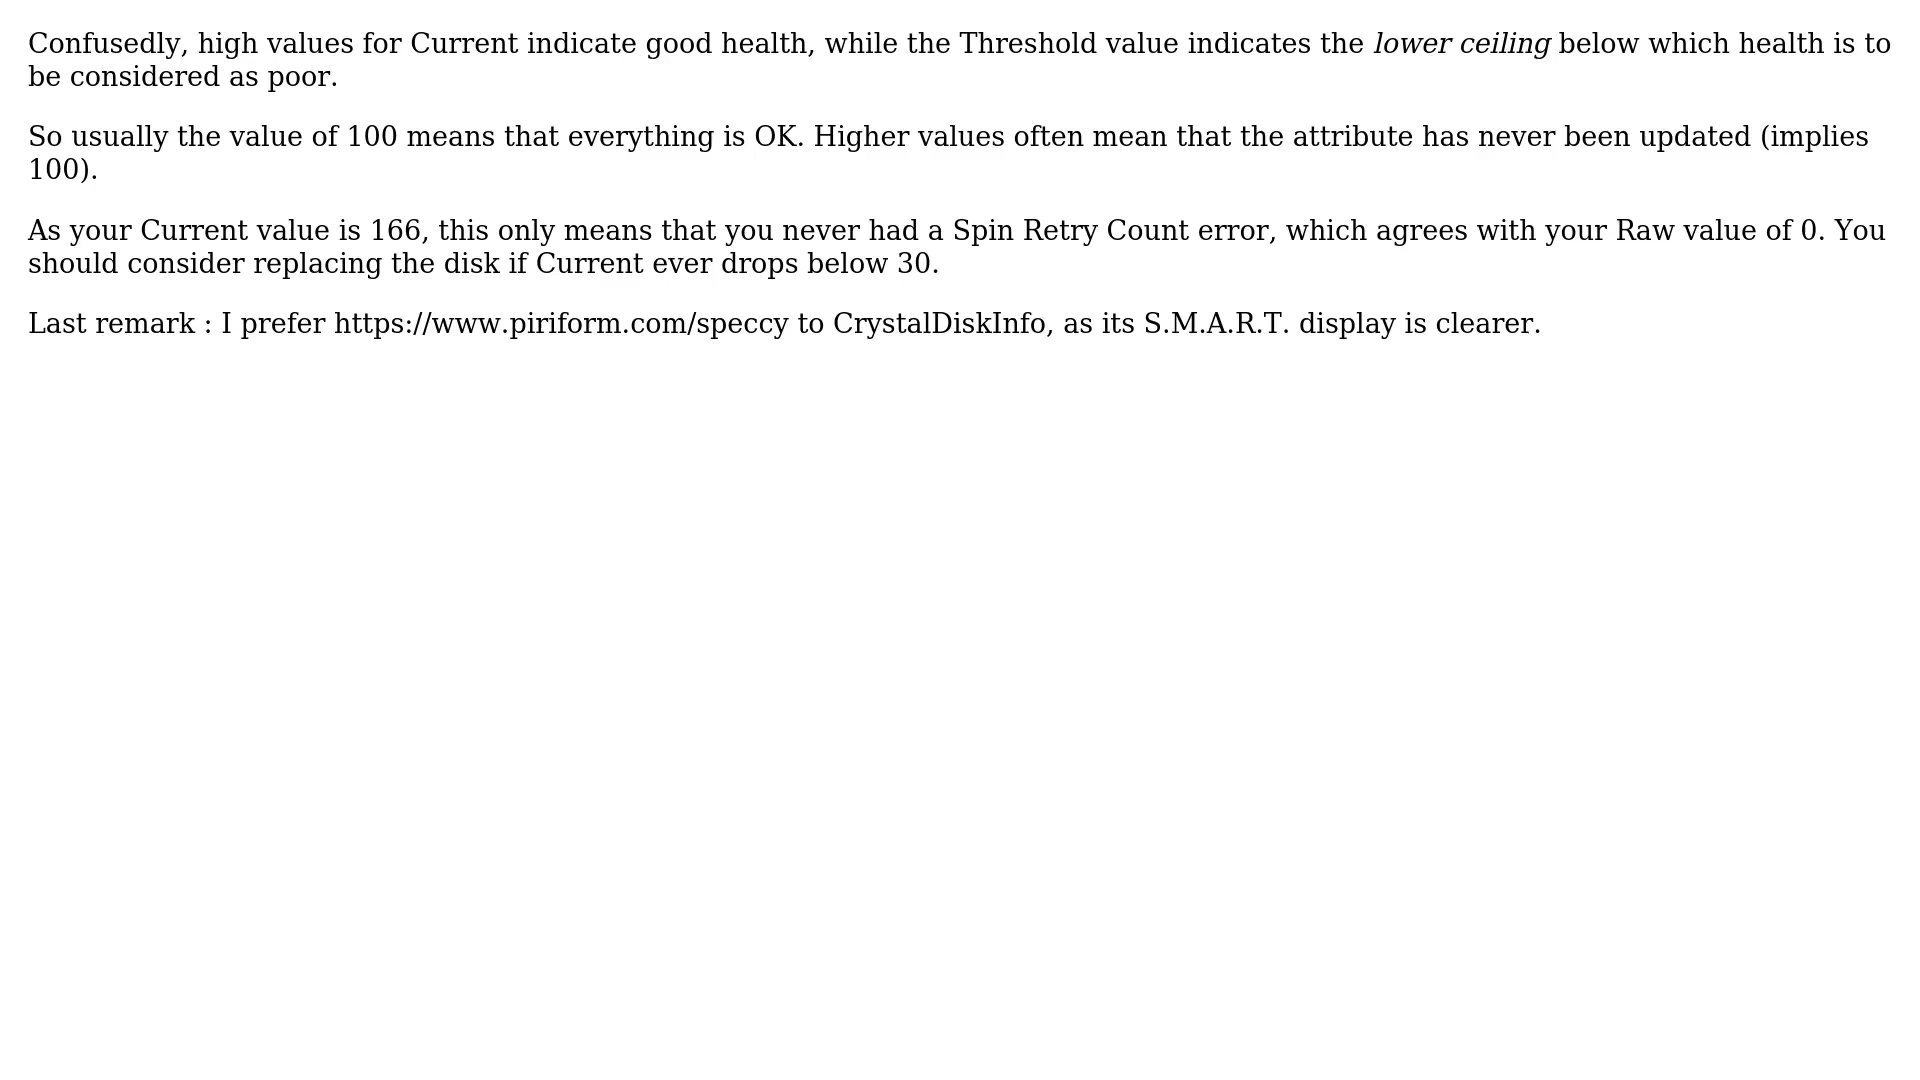 Confusedly, high values for Current indicate good health, while the Threshold value indicates the lower ceiling below which health is to
be considered as poor.
So usually the value of 100 means that everything is OK. Higher values often mean that the attribute has never been updated (implies
100).
As your Current value is 166, this only means that you never had a Spin Retry Count error, which agrees with your Raw value of 0. You
should consider replacing the disk if Current ever drops below 30.
Last remark : I prefer https://www.piriform.com/speccy to CrystalDiskInfo, as its S.M.A.R.T. display is clearer.